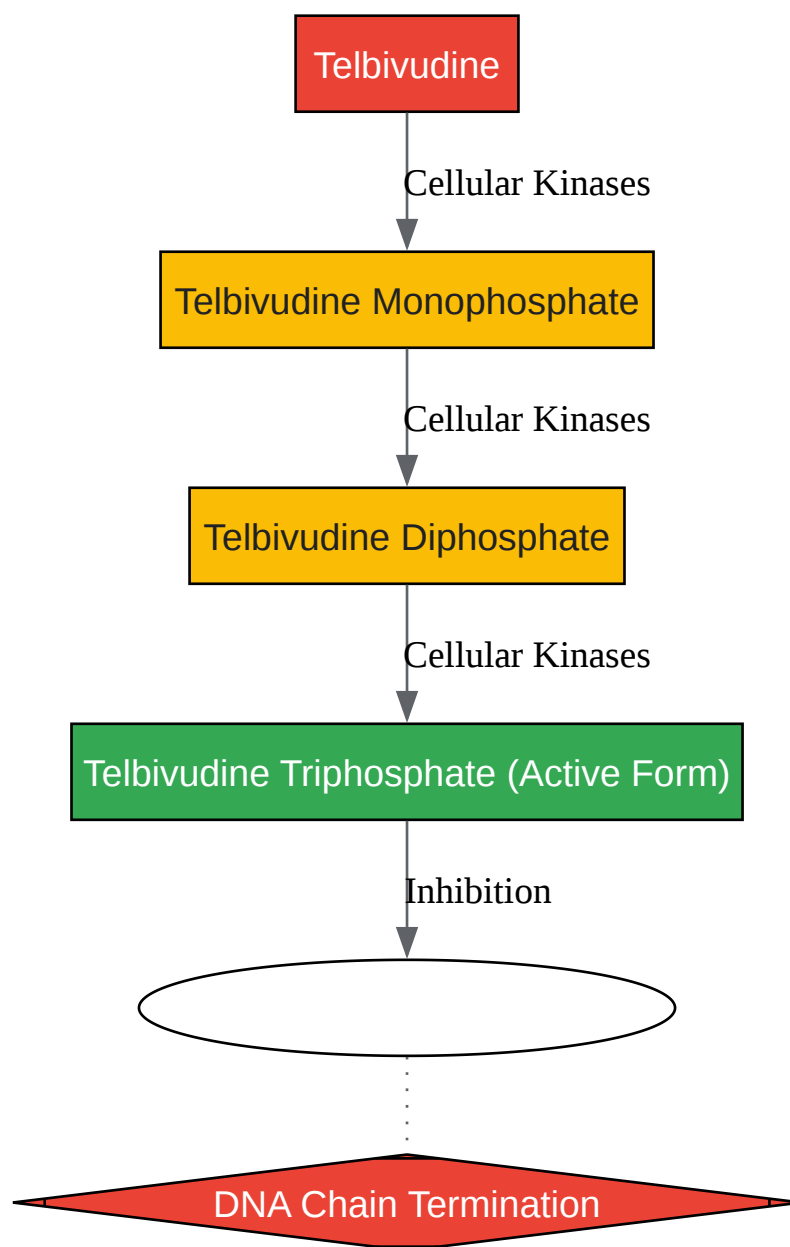 Telbivudine
Cellular Kinases
Telbivudine Monophosphate
Cellular Kinases
Telbivudine Diphosphate
Cellular Kinases
Telbivudine Triphosphate (Active Form)
Inhibition
DNA Chain Termination